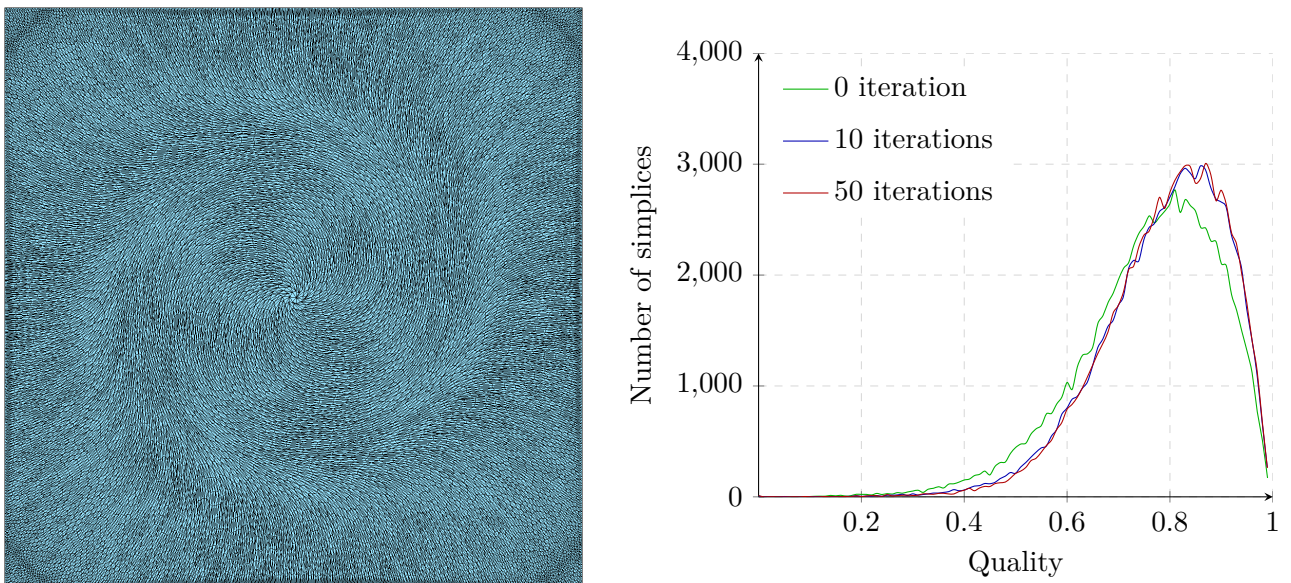 4,000
3,000
2,000
1,000
0
Number of simplices
0 iteration
10 iterations
50 iterations
0.2 0.4 0.6 0.8 1
Quality